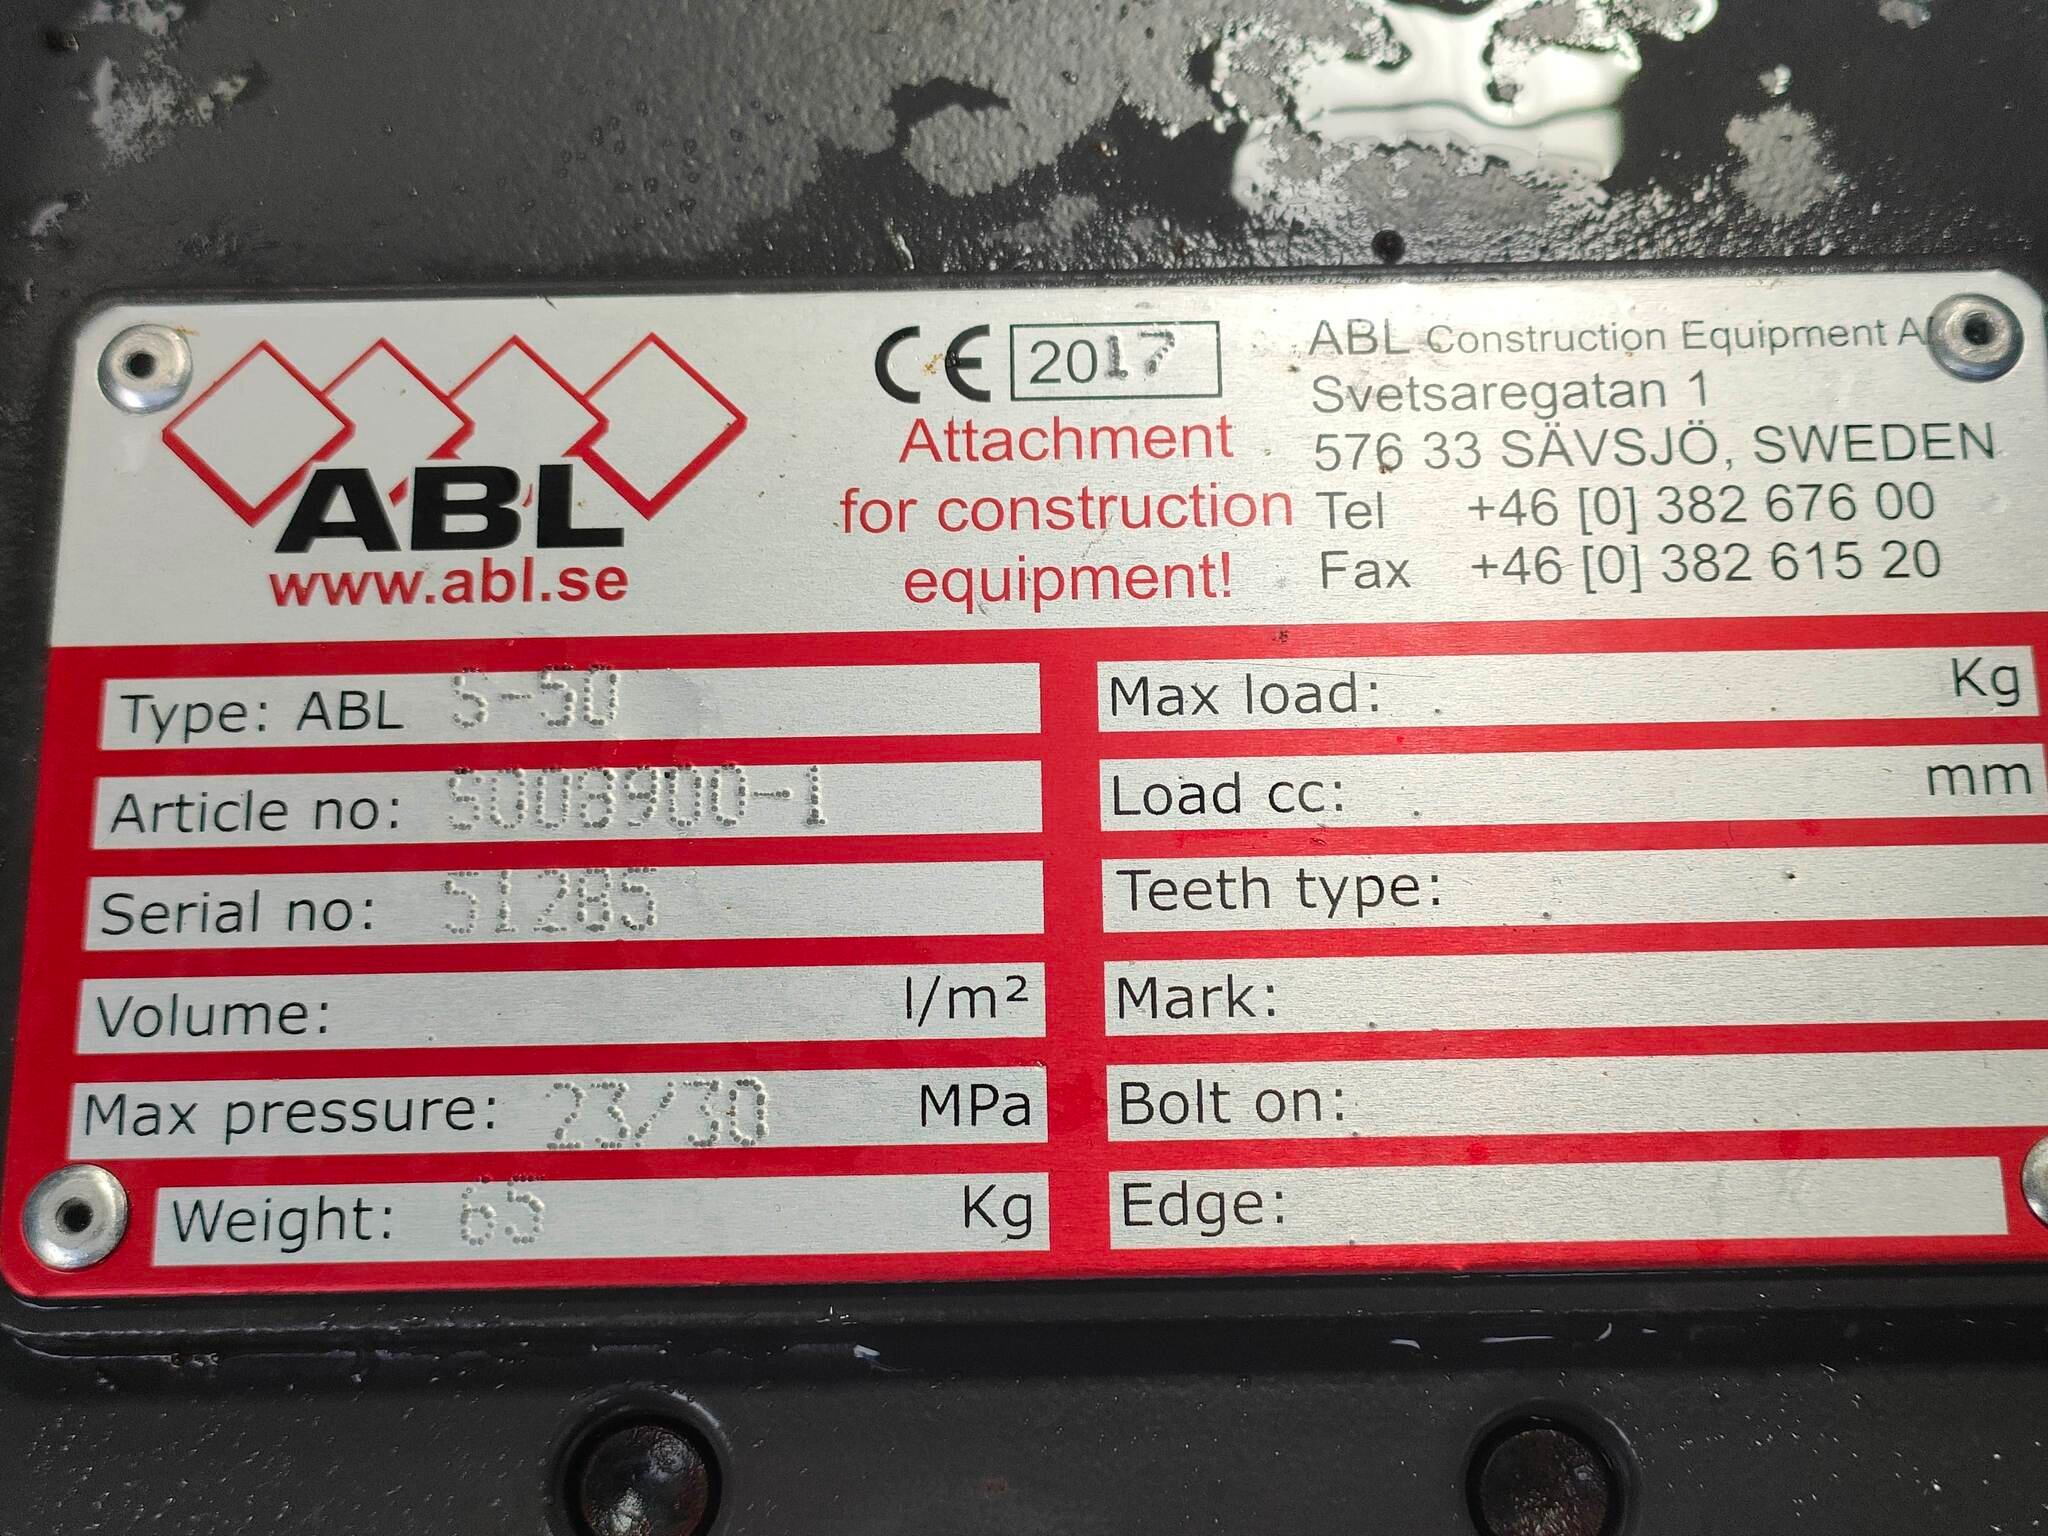 ABL
www.abl.se
CE 2017
Attachment
for construction
equipment!
ABL Construction Equipment
Svetsaregatan 1
576 33 SÄVSJÖ, SWEDEN
Tel +46 [0] 382 676 00
Fax +46 [0] 382 615 20
Type: ABL S-50
Article no: S008900-1
Serial no: 51285
Volume: l/m²
Max pressure: 23/30 MPa
Weight: 65 Kg
Max load: Kg
Load cc: mm
Teeth type:
Mark:
Bolt on:
Edge: